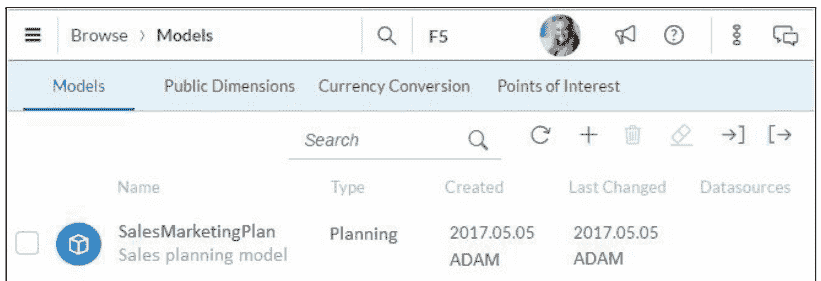 Browse > Models F5
Models Public Dimensions Currency Conversion Points of Interest
Search
Name Type Created Last Changed Datasources
SalesMarketingPlan Planning 2017.05.05 2017.05.05
Sales planning model ADAM ADAM